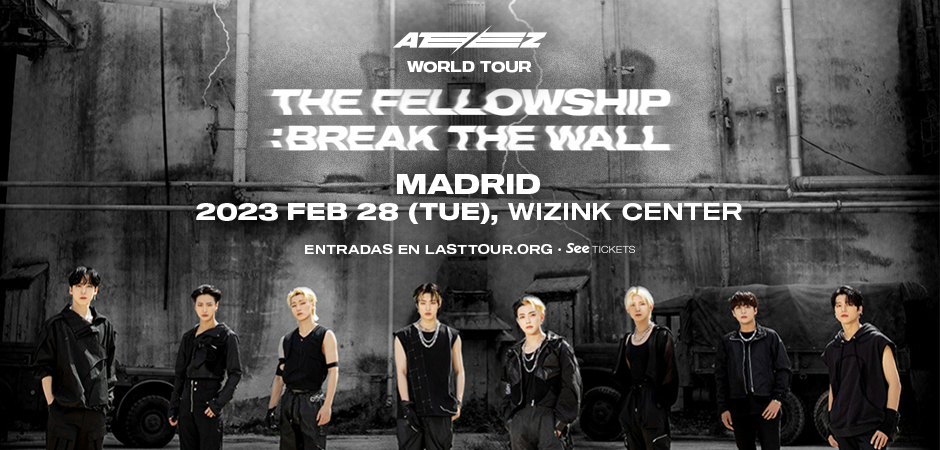 ATEEZ
WORLD TOUR
THE FELLOWSHIP
:BREAK THE WALL
MADRID
2023 FEB 28 (TUE), WIZINK CENTER
ENTRADAS EN LASTTOUR.ORG · See TICKETS